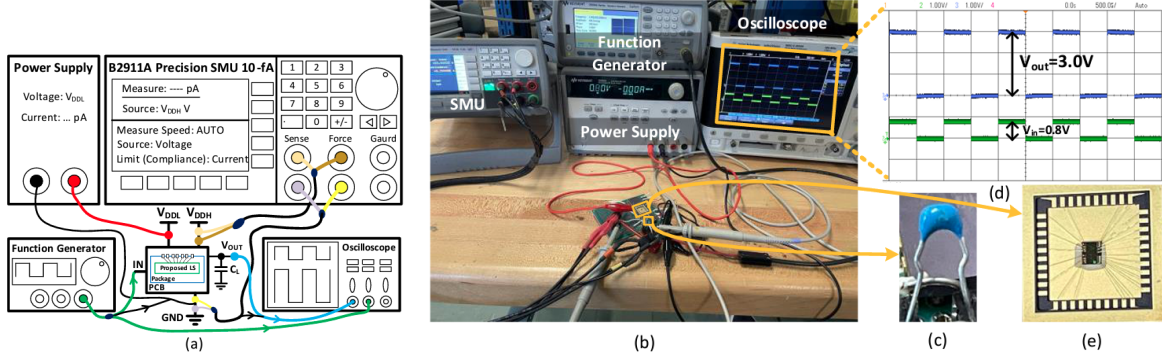 Power Supply
Voltage: VDDL
Current: ... pA
B2911A Precision SMU 10-fA
Measure: ---- pA
Source: VDDH V
Measure Speed: AUTO
Source: Voltage
Limit (Compliance): Current
1 2 3
4 5 6
7 8 9
. 0 +/-
Sense Force Gaurd
VDDL VDDH
Function Generator
IN
Proposed LS
Package
PCB
VOUT
CL
GND
Oscilloscope
(a)
SMU
Function
Generator
Power Supply
Oscilloscope
(b)
2 1.00V/ 3 1.00V/ 4 0.0s 500.0 Auto
Vout=3.0V
Vin=0.8V
(d)
(c)
(e)